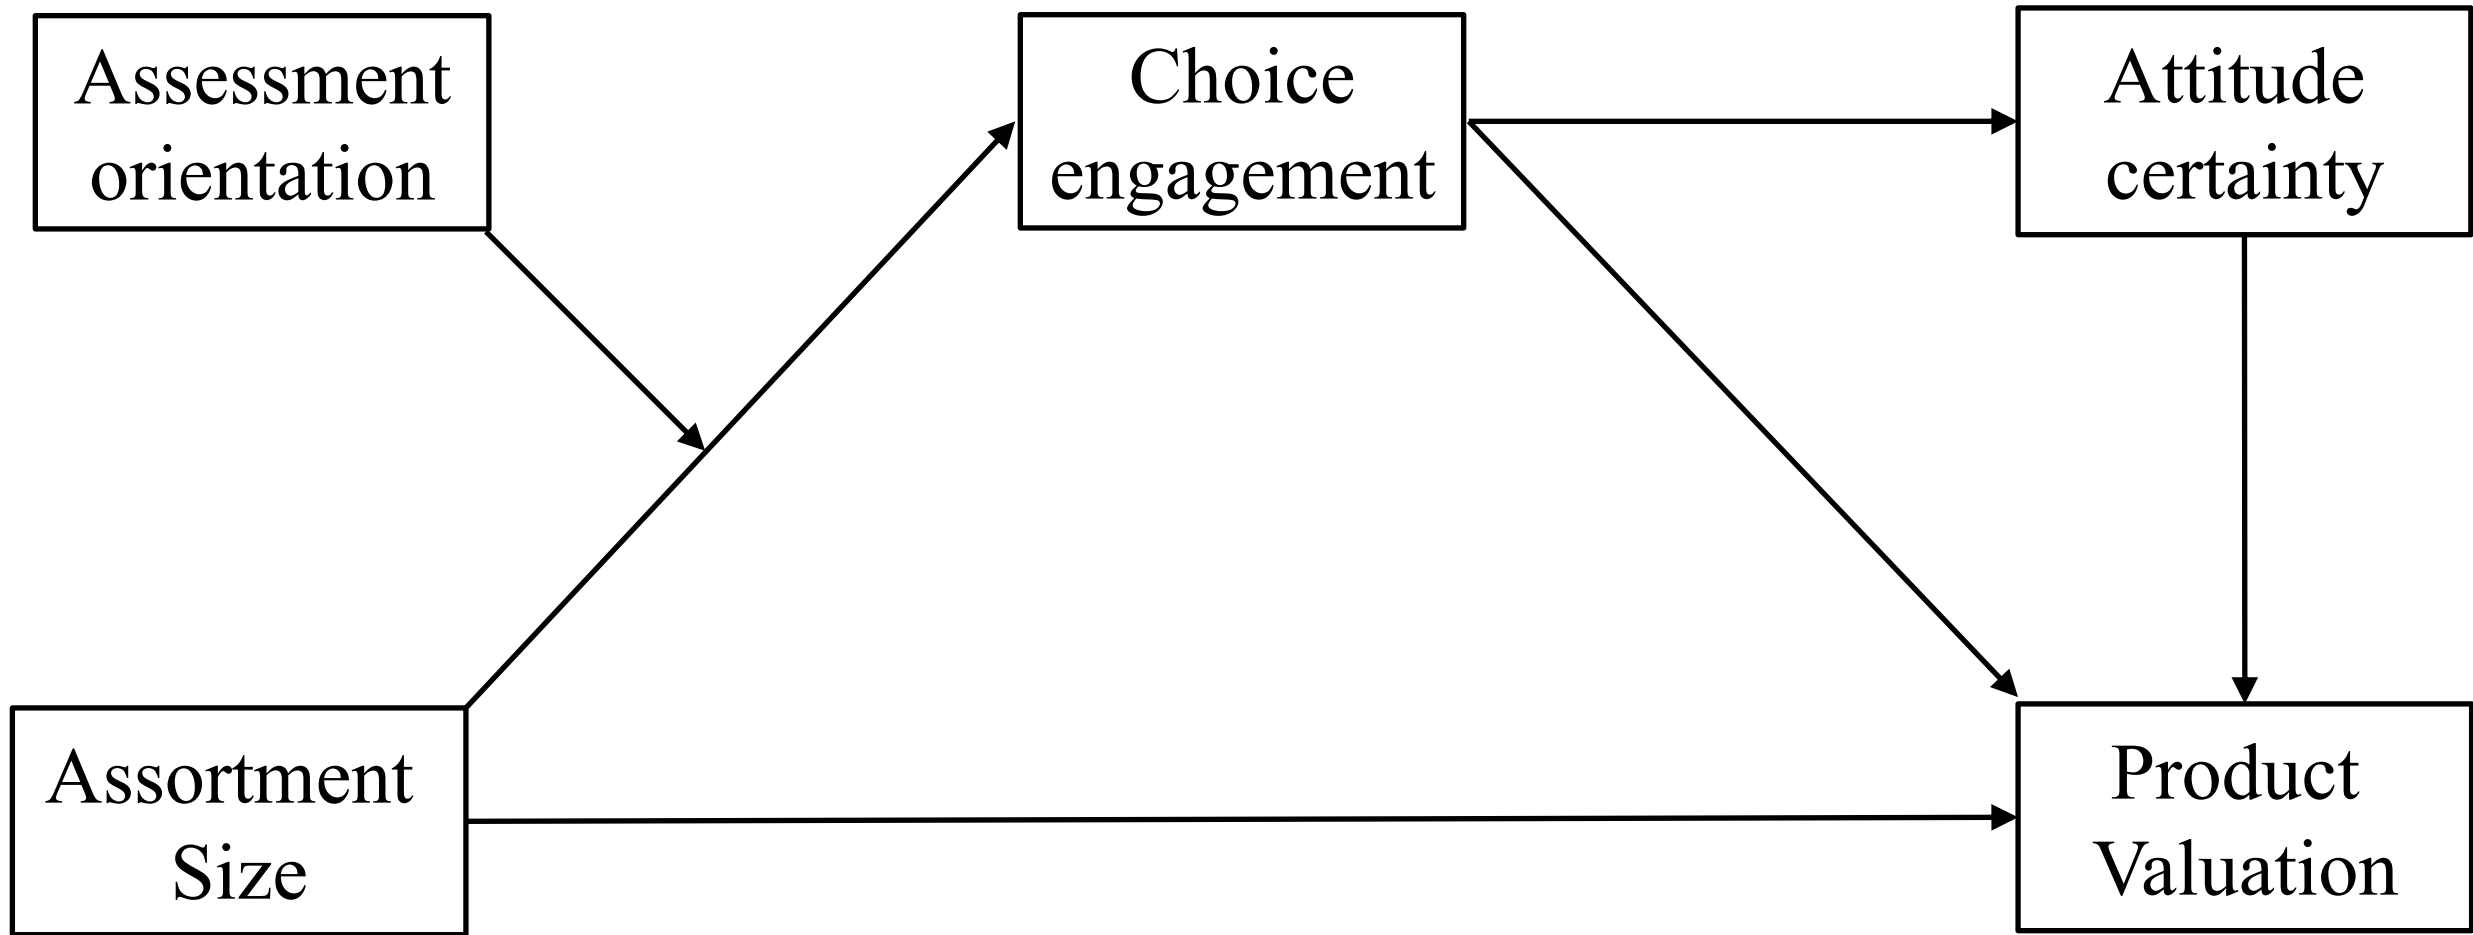 Assessment
orientation
Choice
engagement
Attitude
certainty
Assortment
Size
Product
Valuation